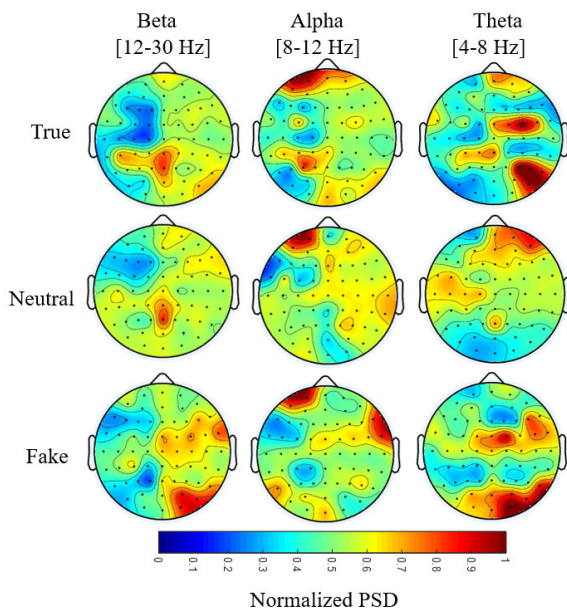 Beta Alpha Theta
[12-30 Hz] [8-12 Hz] [4-8 Hz]
True
Neutral
Fake
0 0.1 0.2 0.3 0.4 0.5 0.6 0.7 0.8 0.9 1
Normalized PSD